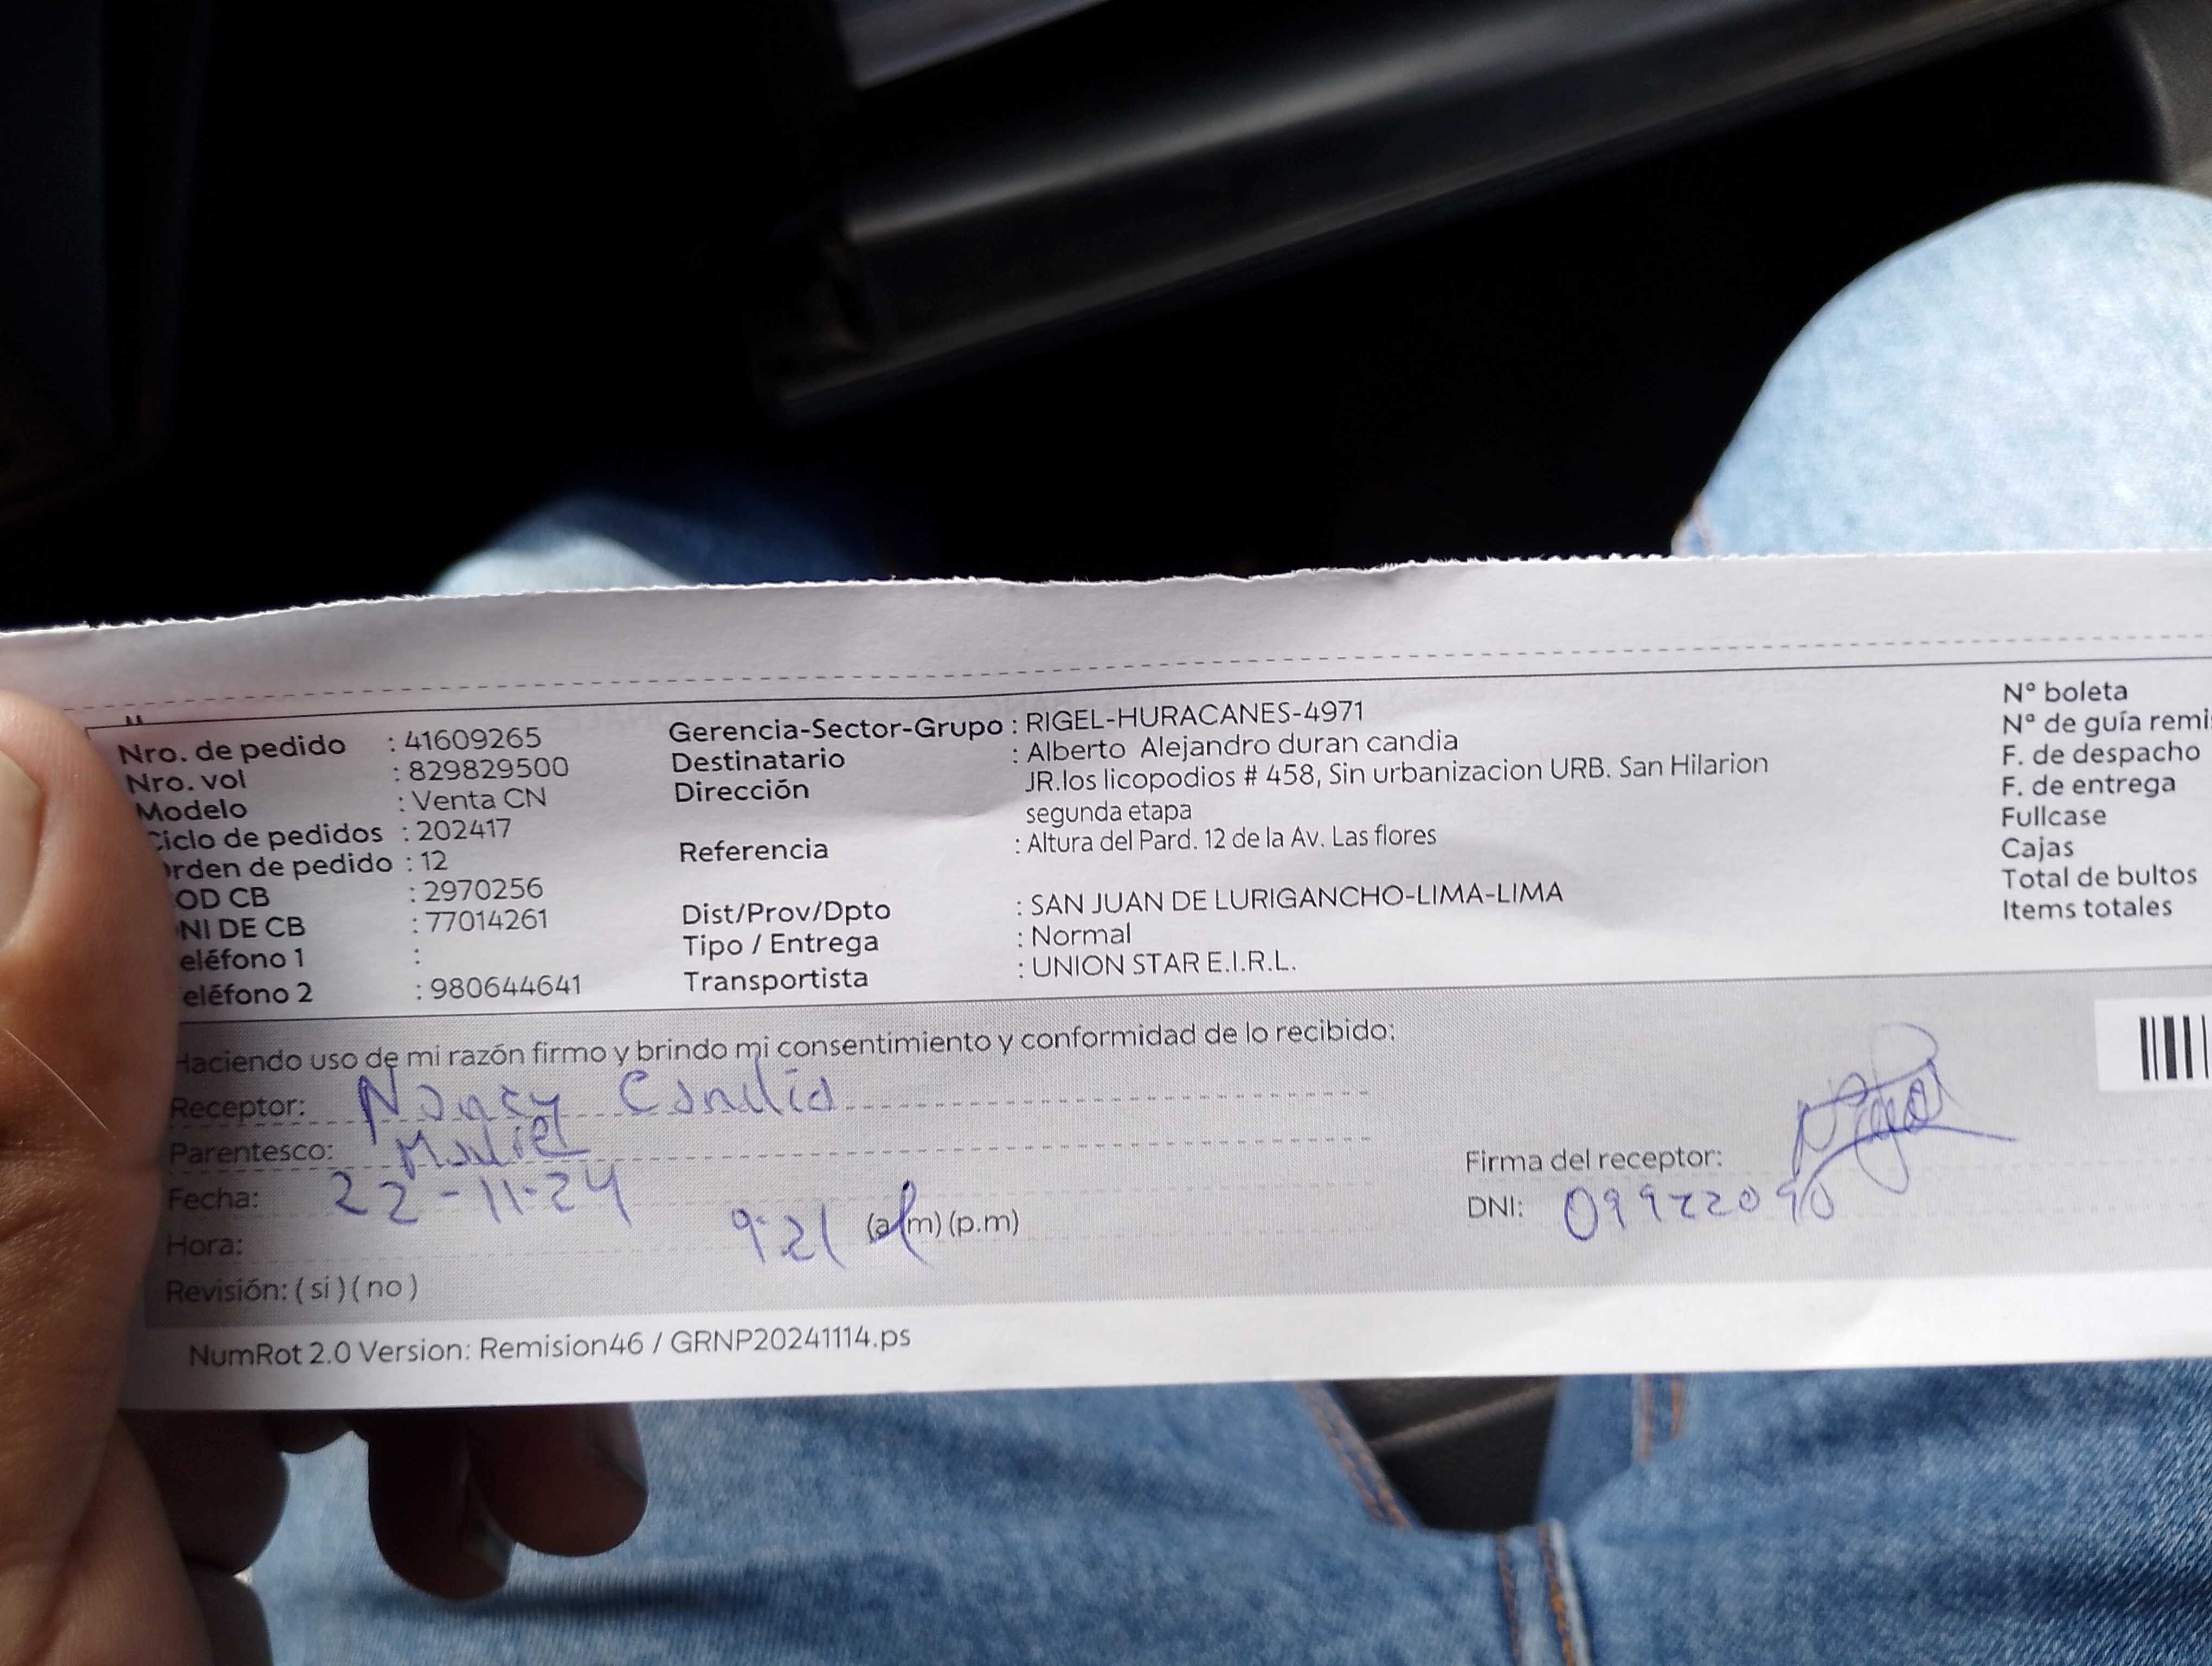 Nro. de pedido : 41609265
Nro. vol : 829829500
Modelo : Venta CN
Ciclo de pedidos : 202417
rden de pedido : 12
OD CB : 2970256
NI DE CB : 77014261
eléfono 1 :
eléfono 2 : 980644641
Gerencia-Sector-Grupo : RIGEL-HURACANES-4971
Destinatario : Alberto Alejandro duran candia
Dirección JR.los licopodios # 458, Sin urbanizacion URB. San Hilarion
segunda etapa
Referencia : Altura del Pard. 12 de la Av. Las flores
Dist/Prov/Dpto : SAN JUAN DE LURIGANCHO-LIMA-LIMA
Tipo / Entrega : Normal
Transportista : UNION STAR E.I.R.L.
N° boleta
N° de guía remi
F. de despacho
F. de entrega
Fullcase
Cajas
Total de bultos
Items totales
Haciendo uso de mi razón firmo y brindo mi consentimiento y conformidad de lo recibido:
Receptor: Nancy Candia
Parentesco:
Fecha: 22-11-24
Hora: 9:21 (a.m) (p.m)
Revisión: ( si ) ( no )
Firma del receptor:
DNI: 09922090
NumRot 2.0 Version: Remision46 / GRNP20241114.ps